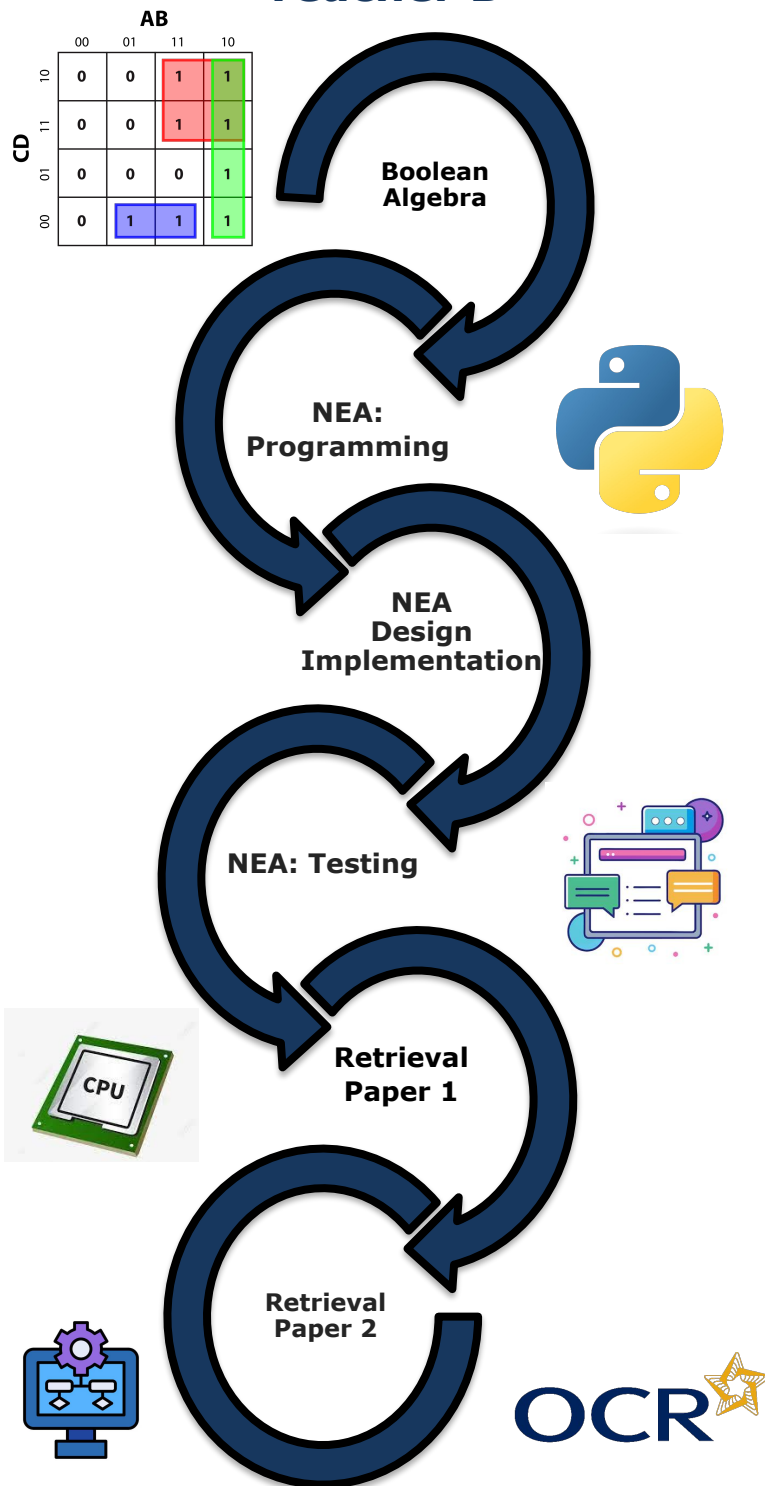 Teacher B
AB
00 01 11 10
CD
10 0 0 1 1
11 0 0 1 1
01 0 0 0 1
00 0 1 1 1
Boolean
Algebra
NEA:
Programming
NEA
Design
Implementation
NEA: Testing
CPU
Retrieval
Paper 1
Retrieval
Paper 2
OCR